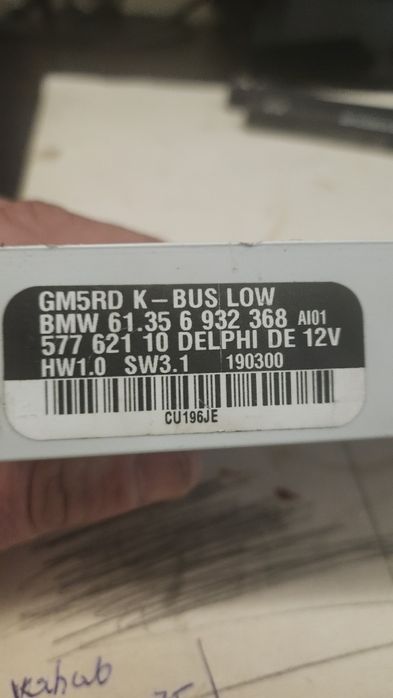 GM5RD K-BUS LOW
BMW 61.35 6 932 368 AI01
577 621 10 DELPHI DE 12V
HW1.0 SW3.1 190300
CU196JE